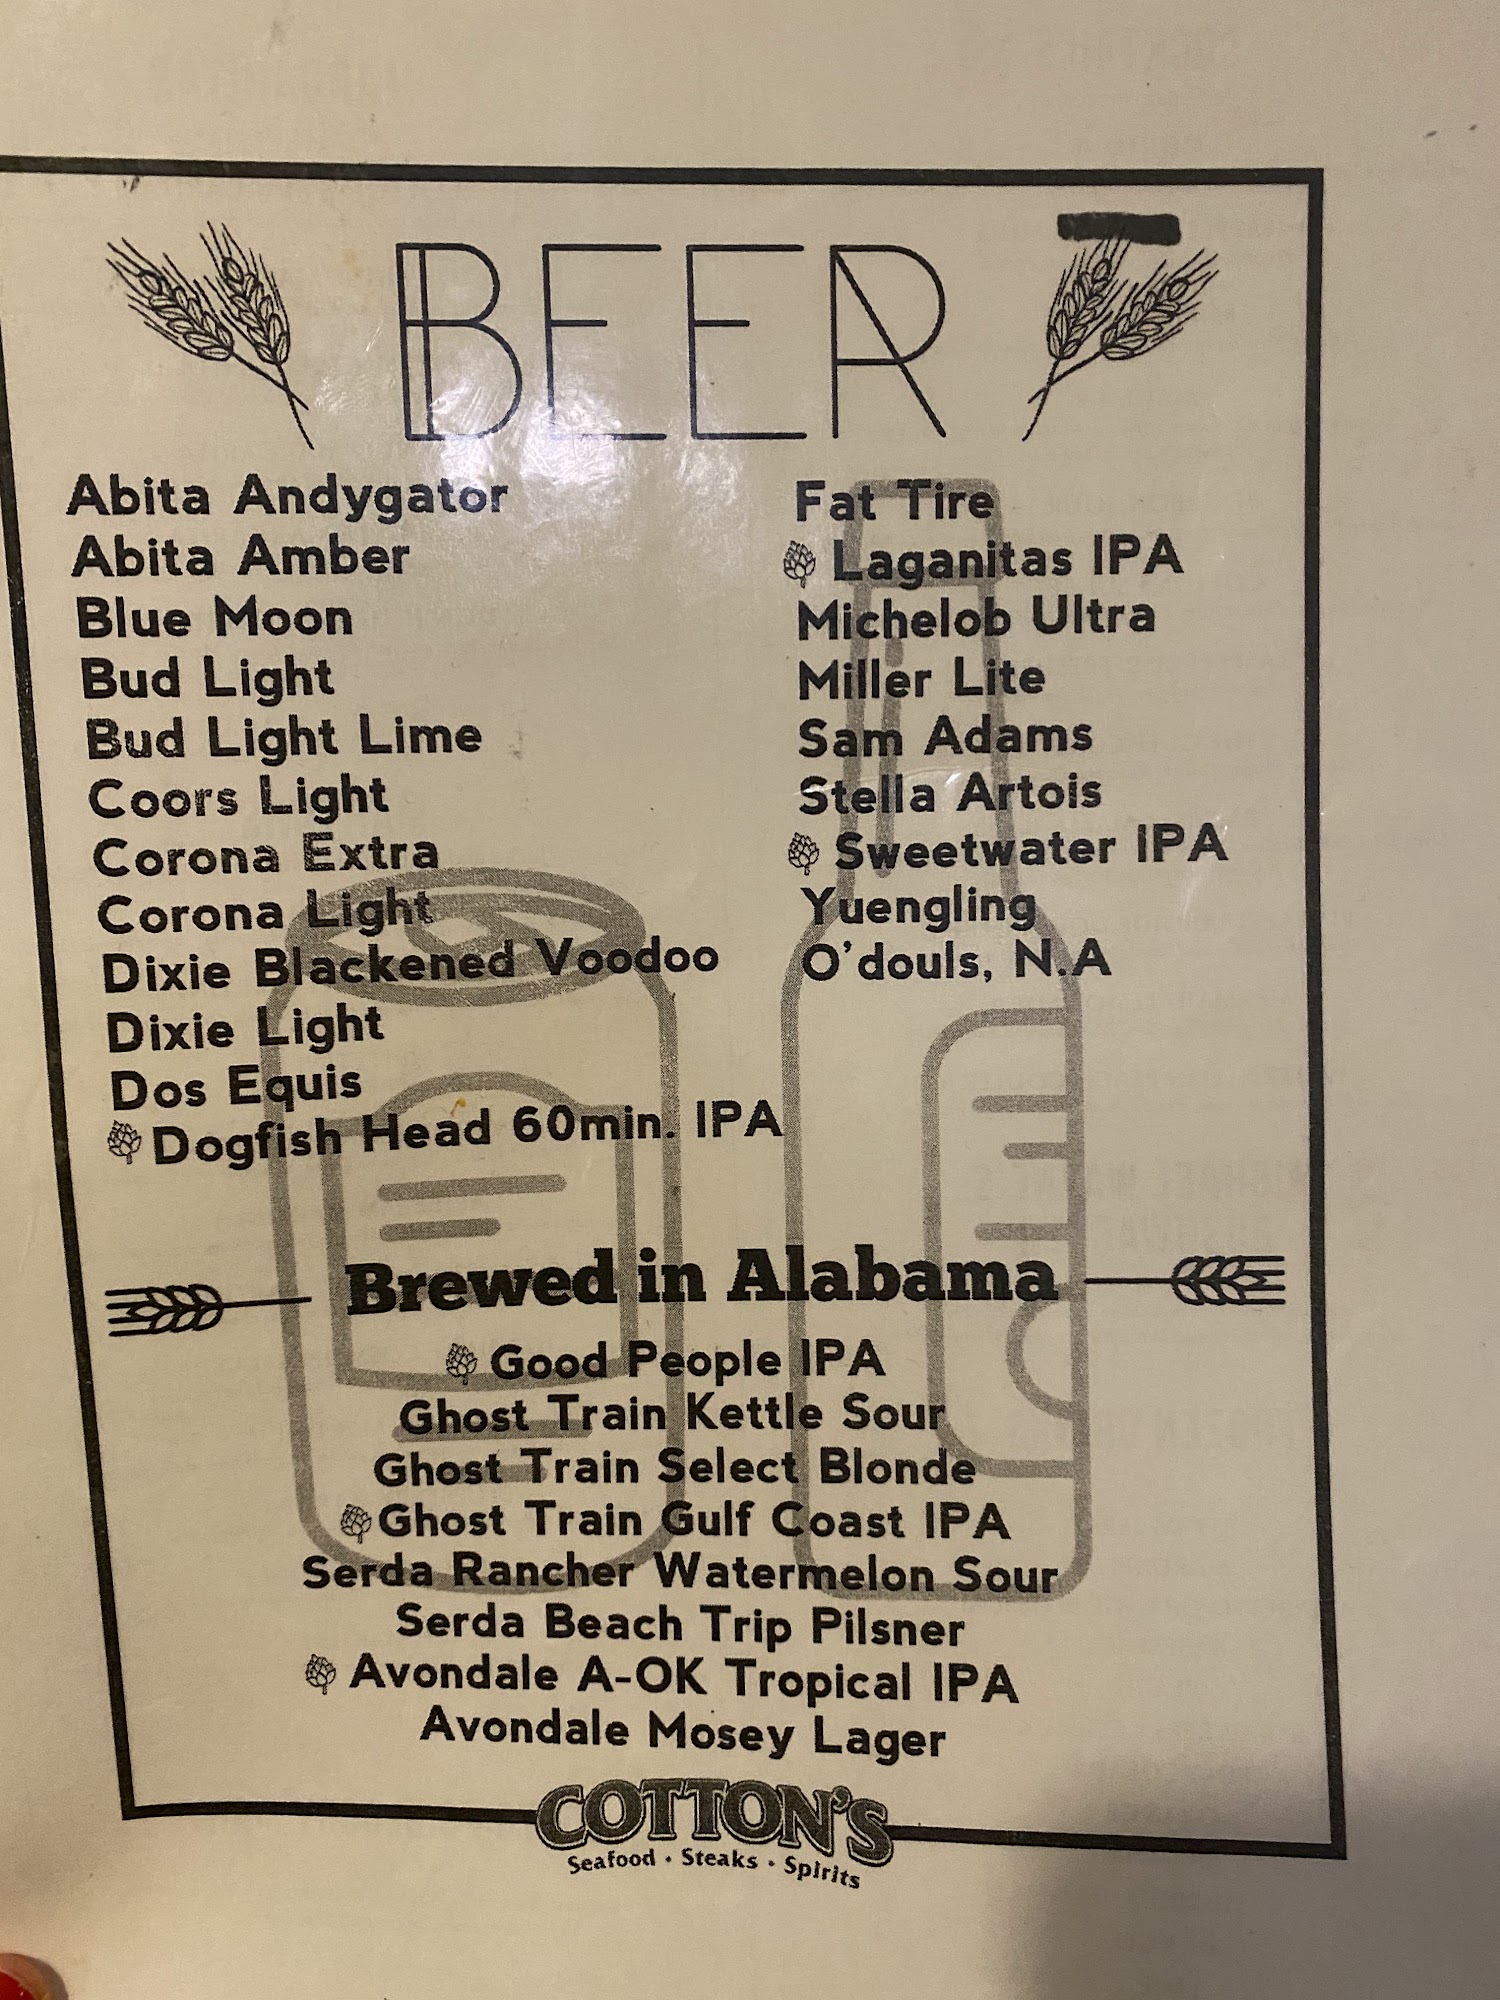 BEER
Abita Andygator
Abita Amber
Blue Moon
Bud Light
Bud Light Lime
Coors Light
Corona Extra
Corona Light
Dixie Blackened Voodoo
Dixie Light
Dos Equis
Dogfish Head 60min. IPA
Fat Tire
Laganitas IPA
Michelob Ultra
Miller Lite
Sam Adams
Stella Artois
Sweetwater IPA
Yuengling
O'douls, N.A
Brewed in Alabama
Good People IPA
Ghost Train Kettle Sour
Ghost Train Select Blonde
Ghost Train Gulf Coast IPA
Serda Rancher Watermelon Sour
Serda Beach Trip Pilsner
Avondale A-OK Tropical IPA
Avondale Mosey Lager
COTTON'S
Seafood · Steaks · Spirits